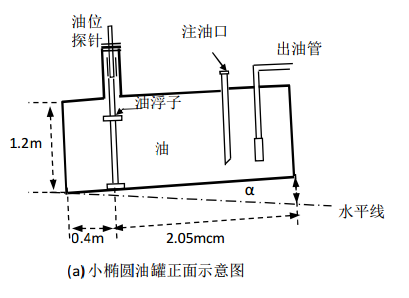 油位
探针
注油口
出油管
油浮子
1.2m
油
α
水平线
0.4m
2.05mcm
(a) 小椭圆油罐正面示意图